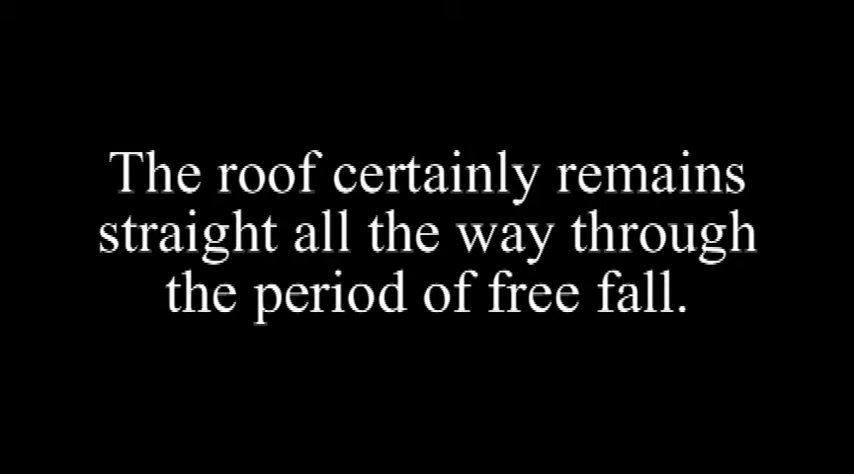 The roof certainly remains
straight all the way through
the period of free fall.